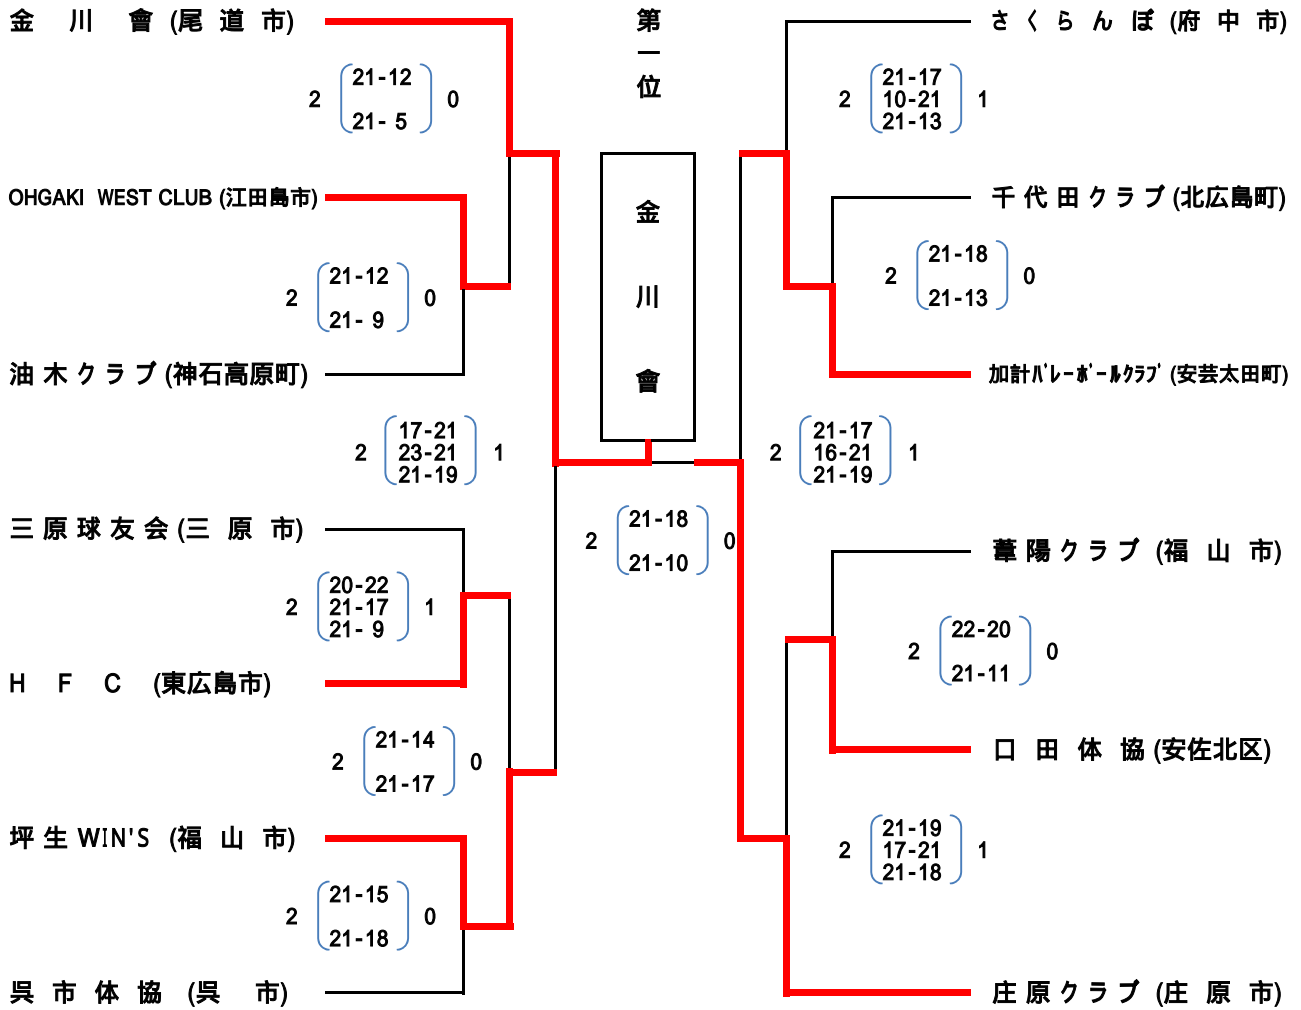 金川會(尾道市)
2 21-12 0
21- 5
OHGAKI WEST CLUB (江田島市)
2 21-12 0
21- 9
油木クラブ(神石高原町)
2 17-21 1
23-21
21-19
三原球友会(三原市)
2 20-22 1
21-17
21- 9
HFC (東広島市)
2 21-14 0
21-17
坪生WIN'S (福山市)
2 21-15 0
21-18
呉市体協 (呉市)
第一位
金川會
2 21-18 0
21-10
さくらんぼ(府中市)
2 21-17 1
10-21
21-13
千代田クラブ(北広島町)
2 21-18 0
21-13
加計バレーボールクラブ(安芸太田町)
2 21-17 1
16-21
21-19
葦陽クラブ (福山市)
2 22-20 0
21-11
口田体協(安佐北区)
2 21-19 1
17-21
21-18
庄原クラブ (庄原市)